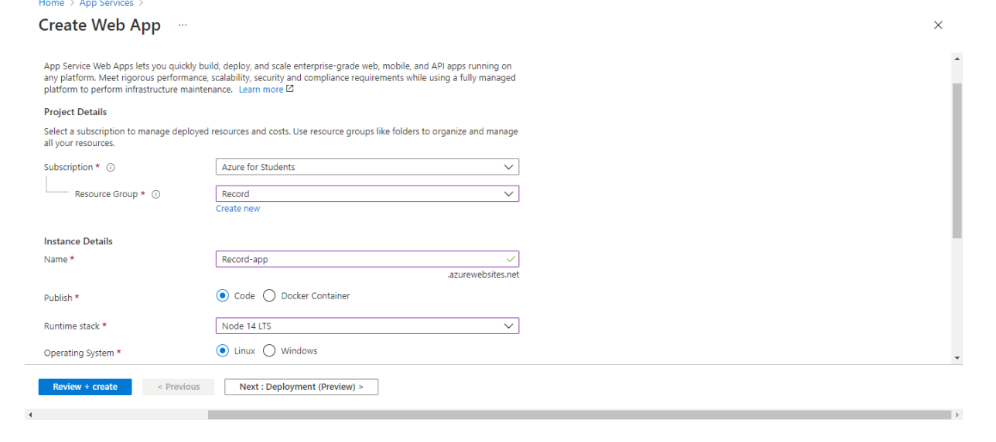 Home > App Services >
Create Web App ...
App Service Web Apps lets you quickly build, deploy, and scale enterprise-grade web, mobile, and API apps running on
any platform. Meet rigorous performance, scalability, security and compliance requirements while using a fully managed
platform to perform infrastructure maintenance. Learn more
Project Details
Select a subscription to manage deployed resources and costs. Use resource groups like folders to organize and manage
all your resources.
Subscription * Azure for Students
Resource Group * Record
Create new
Instance Details
Name * Record-app
.azurewebsites.net
Publish * Code Docker Container
Runtime stack * Node 14 LTS
Operating System * Linux Windows
Review + create < Previous Next : Deployment (Preview) >